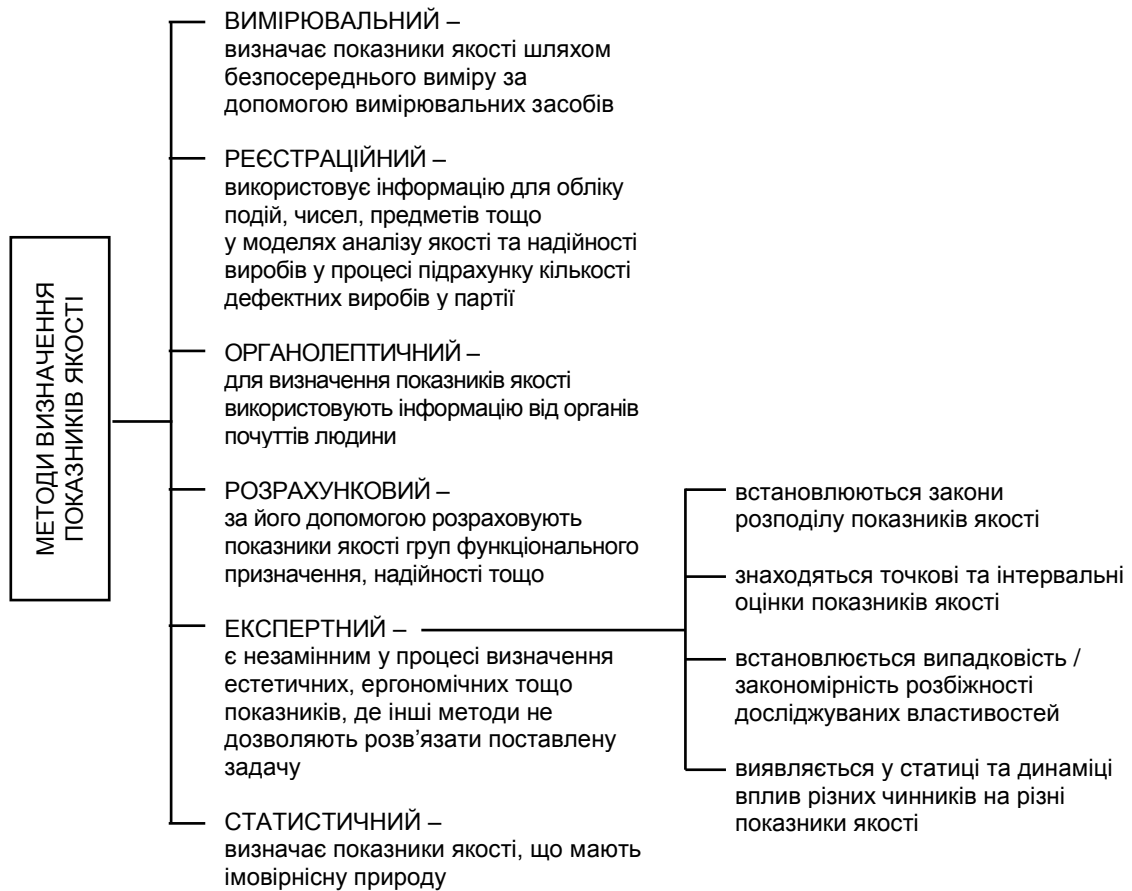 МЕТОДИ ВИЗНАЧЕННЯ
ПОКАЗНИКІВ ЯКОСТІ
ВИМІРЮВАЛЬНИЙ –
визначає показники якості шляхом
безпосереднього виміру за
допомогою вимірювальних засобів
РЕЄСТРАЦІЙНИЙ –
використовує інформацію для обліку
подій, чисел, предметів тощо
у моделях аналізу якості та надійності
виробів у процесі підрахунку кількості
дефектних виробів у партії
ОРГАНОЛЕПТИЧНИЙ –
для визначення показників якості
використовують інформацію від органів
почуттів людини
РОЗРАХУНКОВИЙ –
за його допомогою розраховують
показники якості груп функціонального
призначення, надійності тощо
ЕКСПЕРТНИЙ –
є незамінним у процесі визначення
естетичних, ергономічних тощо
показників, де інші методи не
дозволяють розв’язати поставлену
задачу
СТАТИСТИЧНИЙ –
визначає показники якості, що мають
імовірнісну природу
встановлюються закони
розподілу показників якості
знаходяться точкові та інтервальні
оцінки показників якості
встановлюється випадковість /
закономірність розбіжності
досліджуваних властивостей
виявляється у статиці та динаміці
вплив різних чинників на різні
показники якості